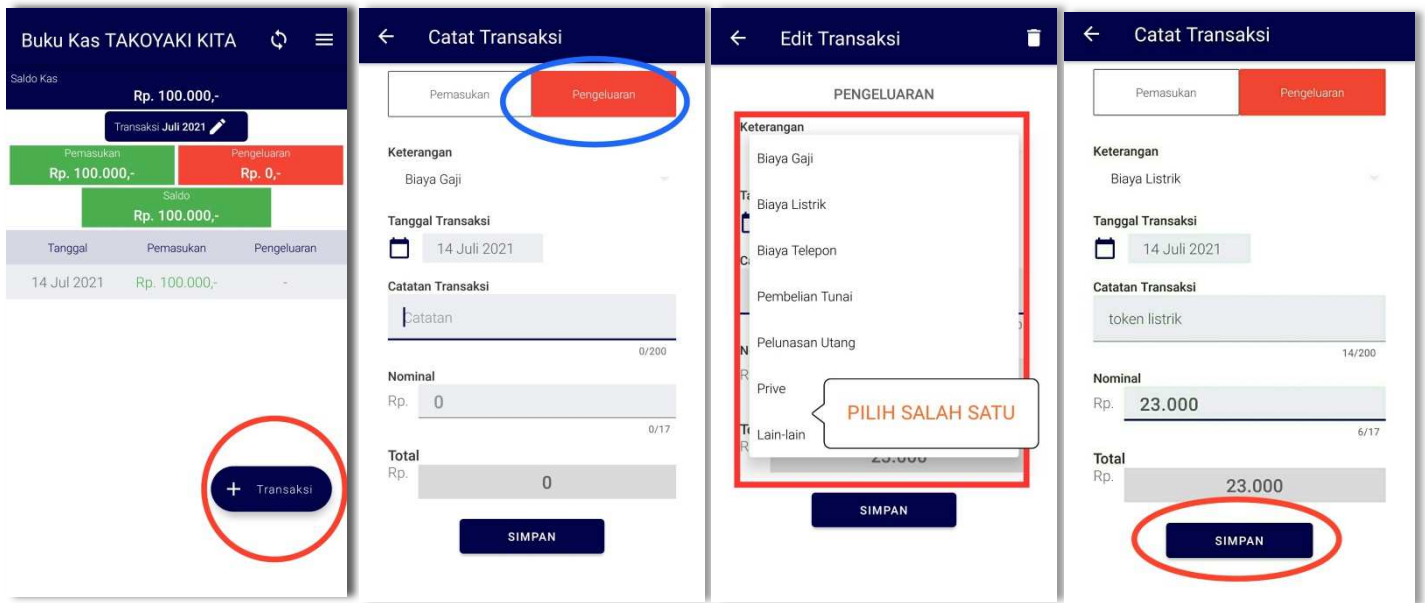 Buku Kas TAKOYAKI KITA
Saldo Kas
Rp. 100.000,-
Transaksi Juli 2021
Pemasukan Pengeluaran
Rp. 100.000,- Rp. 0,-
Saldo
Rp. 100.000,-
Tanggal Pemasukan Pengeluaran
14 Jul 2021 Rp. 100.000,- -
+ Transaksi
Catat Transaksi
Pemasukan Pengeluaran
Keterangan
Biaya Gaji
Tanggal Transaksi
14 Juli 2021
Catatan Transaksi
Catatan
0/200
Nominal
Rp. 0
0/17
Total
Rp. 0
SIMPAN
Edit Transaksi
PENGELUARAN
Keterangan
Biaya Gaji
Biaya Listrik
Biaya Telepon
Pembelian Tunai
Pelunasan Utang
Prive
PILIH SALAH SATU
Lain-lain
23.000
SIMPAN
Catat Transaksi
Pemasukan Pengeluaran
Keterangan
Biaya Listrik
Tanggal Transaksi
14 Juli 2021
Catatan Transaksi
token listrik
14/200
Nominal
Rp. 23.000
6/17
Total
Rp. 23.000
SIMPAN